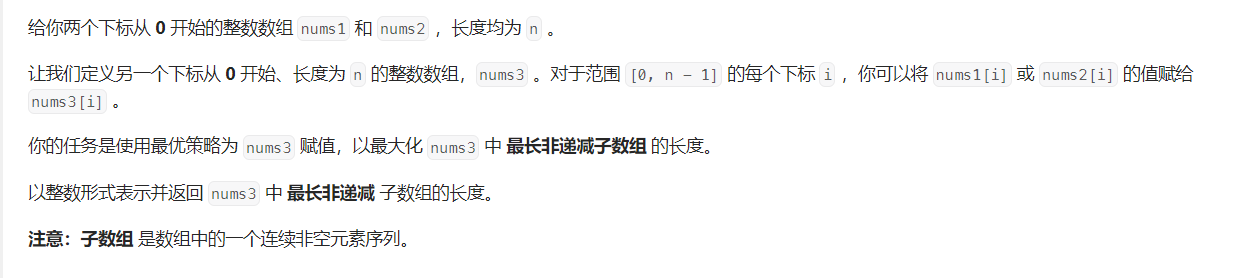 给你两个下标从 0 开始的整数数组 nums1 和 nums2 ，长度均为 n 。
让我们定义另一个下标从 0 开始、长度为 n 的整数数组，nums3 。对于范围 [0, n - 1] 的每个下标 i ，你可以将 nums1[i] 或 nums2[i] 的值赋给
nums3[i] 。
你的任务是使用最优策略为 nums3 赋值，以最大化 nums3 中 最长非递减子数组 的长度。
以整数形式表示并返回 nums3 中 最长非递减 子数组的长度。
注意：子数组 是数组中的一个连续非空元素序列。